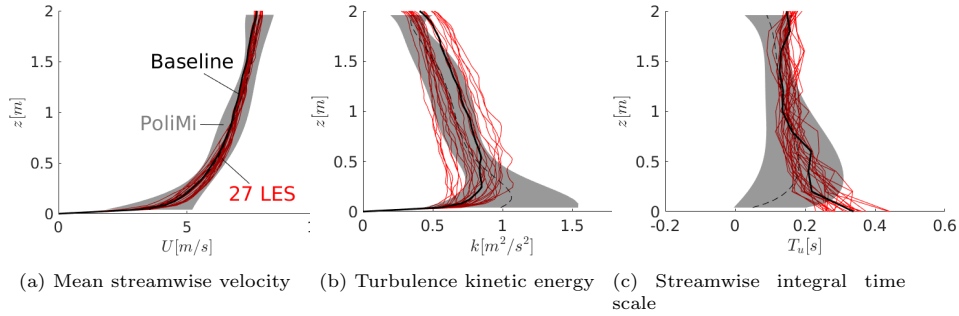 2
1.5
1
0.5
0
z[m]
Baseline
PoliMi
27 LES
5
1
U[m/s]
2
1.5
1
0.5
0
z[m]
0
0.5
1
1.5
k[m²/s²]
2
1.5
1
0.5
0
z[m]
-0.2
0
0.2
0.4
0.6
T_u[s]
(a) Mean streamwise velocity
(b) Turbulence kinetic energy
(c) Streamwise integral time
scale